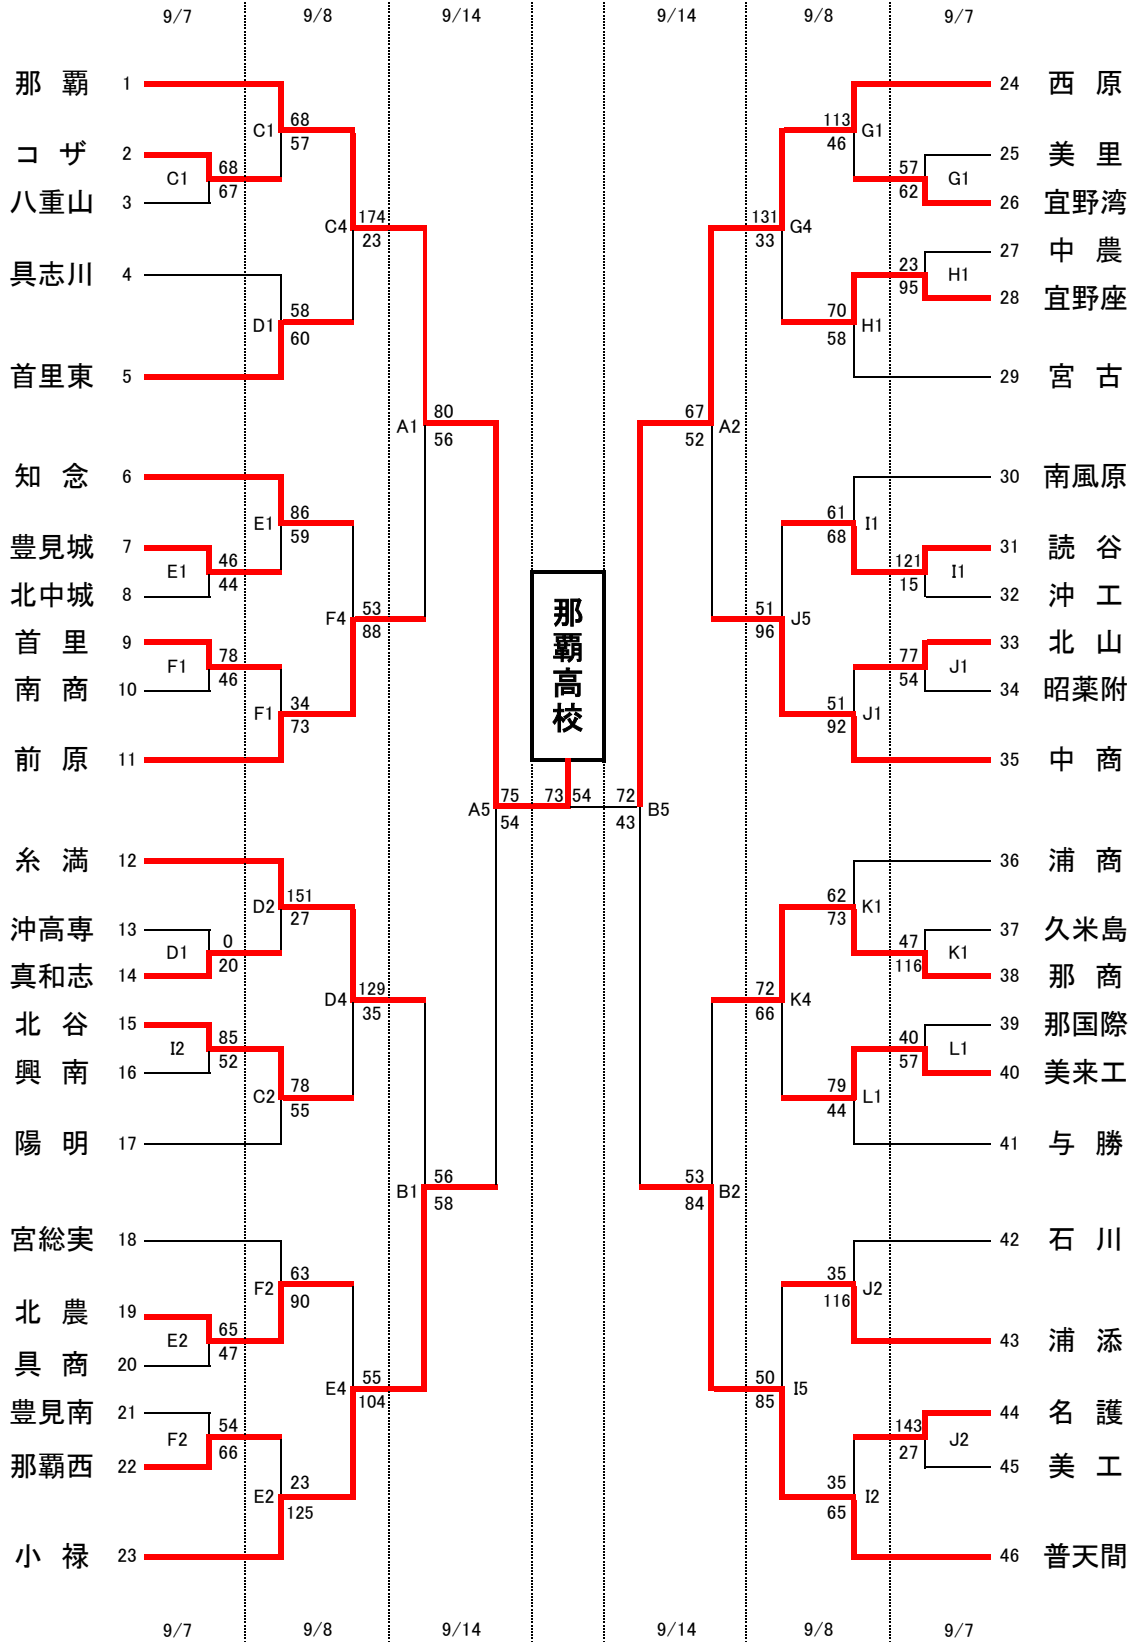 9/7 9/8 9/14 9/14 9/8 9/7
那 覇 1
コ ザ 2
八重山 3
具志川 4
首里東 5
知 念 6
豊見城 7
北中城 8
首 里 9
南 商 10
前 原 11
糸 満 12
沖高専 13
真和志 14
北 谷 15
興 南 16
陽 明 17
宮総実 18
北 農 19
具 商 20
豊見南 21
那覇西 22
小 禄 23
C1 68 67
E1 46 44
F1 78 46
D1 0 20
I2 85 52
E2 65 47
F2 54 66
C1 68 57
D1 58 60
E1 86 59
F1 34 73
D2 151 27
C2 78 55
F2 63 90
E2 23 125
C4 174 23
F4 53 88
D4 129 35
E4 55 104
A1 80 56
B1 56 58
A5 75 54
那覇高校
73 54
72 43 B5
67 52 A2
53 84 B2
131 33 G4
51 96 J5
72 66 K4
50 85 I5
113 46 G1
70 58 H1
61 68 I1
51 92 J1
62 73 K1
79 44 L1
35 116 J2
35 65 I2
57 62 G1
23 95 H1
121 15 I1
77 54 J1
47 116 K1
40 57 L1
143 27 J2
24 西 原
25 美 里
26 宜野湾
27 中 農
28 宜野座
29 宮 古
30 南風原
31 読 谷
32 沖 工
33 北 山
34 昭薬附
35 中 商
36 浦 商
37 久米島
38 那 商
39 那国際
40 美来工
41 与 勝
42 石 川
43 浦 添
44 名 護
45 美 工
46 普天間
9/7 9/8 9/14 9/14 9/8 9/7